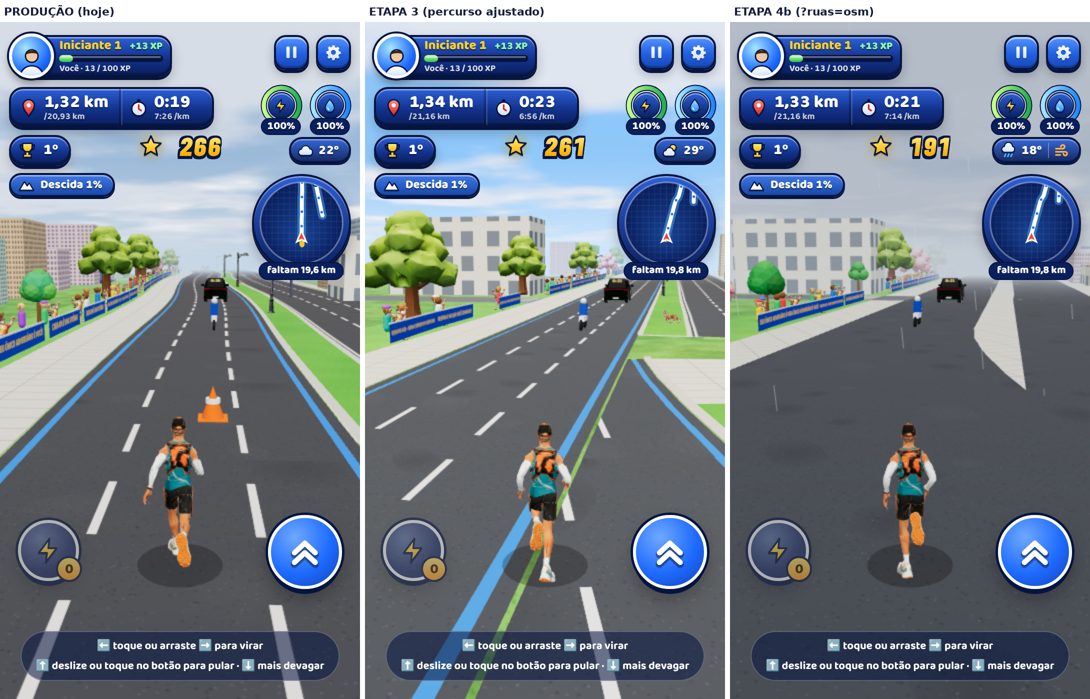 PRODUÇÃO (hoje)
Iniciante 1 +13 XP
Você · 13 / 100 XP
1,32 km 0:19
/20,93 km 7:26 /km
100% 100%
1° 266 22°
Descida 1%
Faltam 19,6 km
0
⬅ toque ou arraste ➡ para virar
⬆ deslize ou toque no botão para pular · ⬇ mais devagar
ETAPA 3 (percurso ajustado)
Iniciante 1 +13 XP
Você · 13 / 100 XP
1,34 km 0:23
/21,16 km 6:56 /km
100% 100%
1° 261 29°
Descida 1%
Faltam 19,8 km
0
⬅ toque ou arraste ➡ para virar
⬆ deslize ou toque no botão para pular · ⬇ mais devagar
ETAPA 4b (?ruas=osm)
Iniciante 1 +13 XP
Você · 13 / 100 XP
1,33 km 0:21
/21,16 km 7:14 /km
100% 100%
1° 191 18°
Descida 1%
Faltam 19,8 km
0
⬅ toque ou arraste ➡ para virar
⬆ deslize ou toque no botão para pular · ⬇ mais devagar